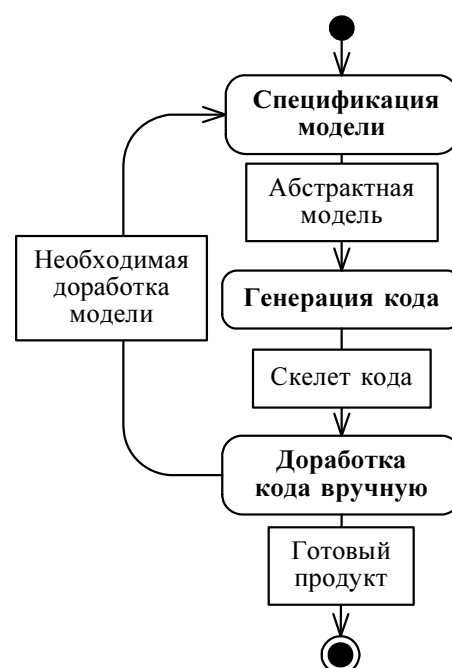 Спецификация
модели
Абстрактная
модель
Необходимая
доработка
модели
Генерация кода
Скелет кода
Доработка
кода вручную
Готовый
продукт